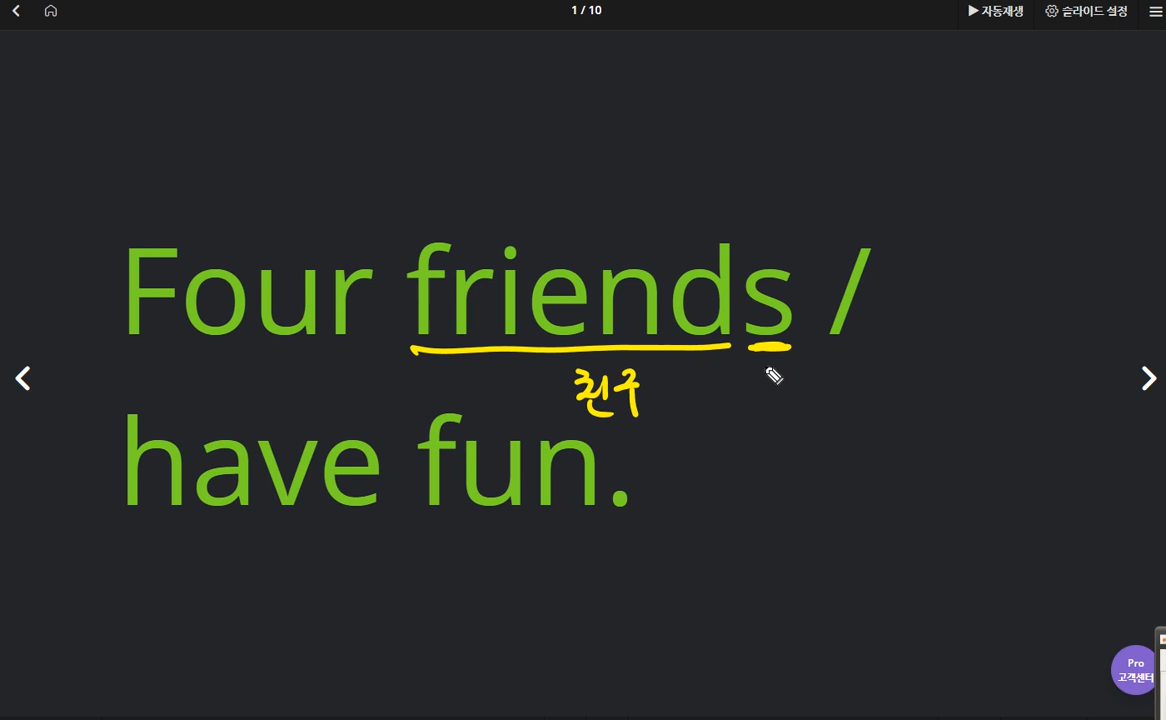 1 / 10
자동재생
슬라이드 설정
Four friends /
친구
have fun.
Pro
고객센터